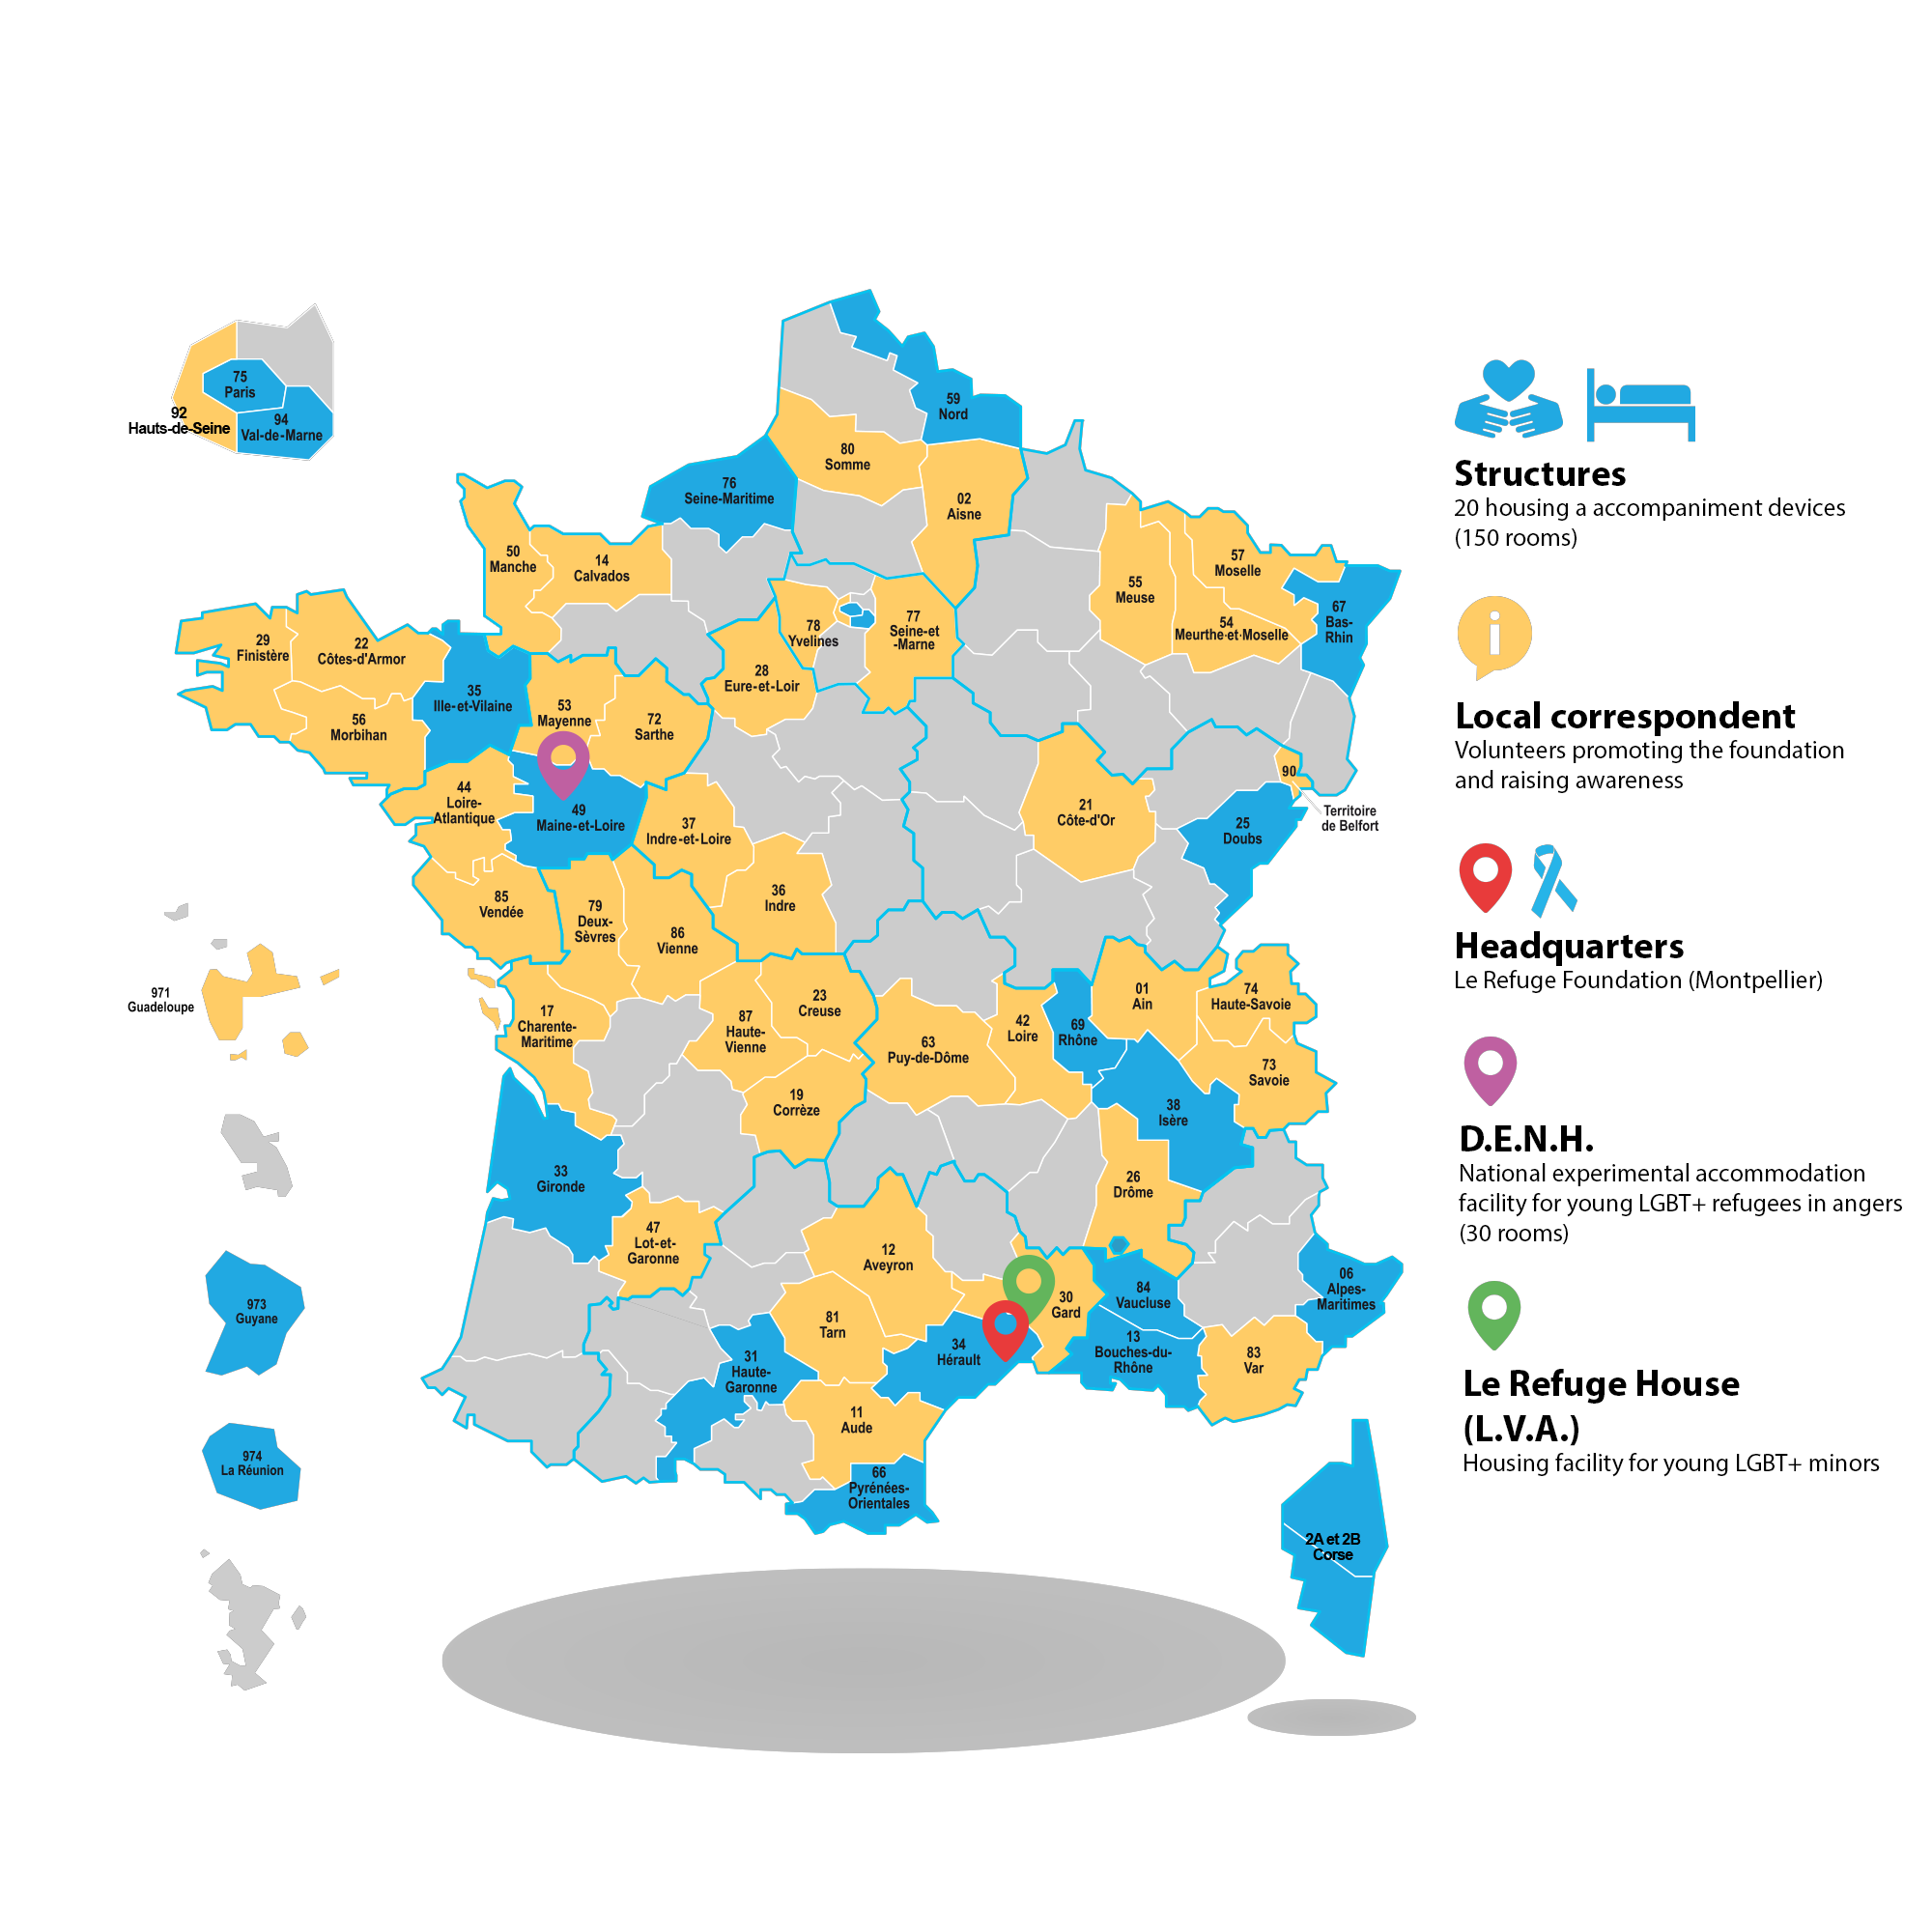 75
Paris
92
Hauts-de-Seine
94
Val-de-Marne
59
Nord
80
Somme
76
Seine-Maritime
02
Aisne
50
Manche
14
Calvados
57
Moselle
55
Meuse
67
Bas-
Rhin
54
Meurthe-et-Moselle
77
Seine-et
-Marne
78
Yvelines
28
Eure-et-Loir
29
Finistère
22
Côtes-d'Armor
35
Ille-et-Vilaine
56
Morbihan
53
Mayenne
72
Sarthe
90
Territoire
de Belfort
44
Loire-
Atlantique
49
Maine-et-Loire
37
Indre-et-Loire
21
Côte-d'Or
25
Doubs
85
Vendée
79
Deux-
Sèvres
86
Vienne
36
Indre
971
Guadeloupe
17
Charente-
Maritime
87
Haute-
Vienne
23
Creuse
63
Puy-de-Dôme
42
Loire
69
Rhône
01
Ain
74
Haute-Savoie
73
Savoie
19
Corrèze
38
Isère
33
Gironde
26
Drôme
47
Lot-et-
Garonne
12
Aveyron
30
Gard
84
Vaucluse
06
Alpes-
Maritimes
973
Guyane
81
Tarn
34
Hérault
13
Bouches-du-
Rhône
83
Var
31
Haute-
Garonne
11
Aude
66
Pyrénées-
Orientales
974
La Réunion
2A et 2B
Corse
Structures
20 housing a accompaniment devices
(150 rooms)
i
Local correspondent
Volunteers promoting the foundation
and raising awareness
Headquarters
Le Refuge Foundation (Montpellier)
D.E.N.H.
National experimental accommodation
facility for young LGBT+ refugees in angers
(30 rooms)
Le Refuge House
(L.V.A.)
Housing facility for young LGBT+ minors